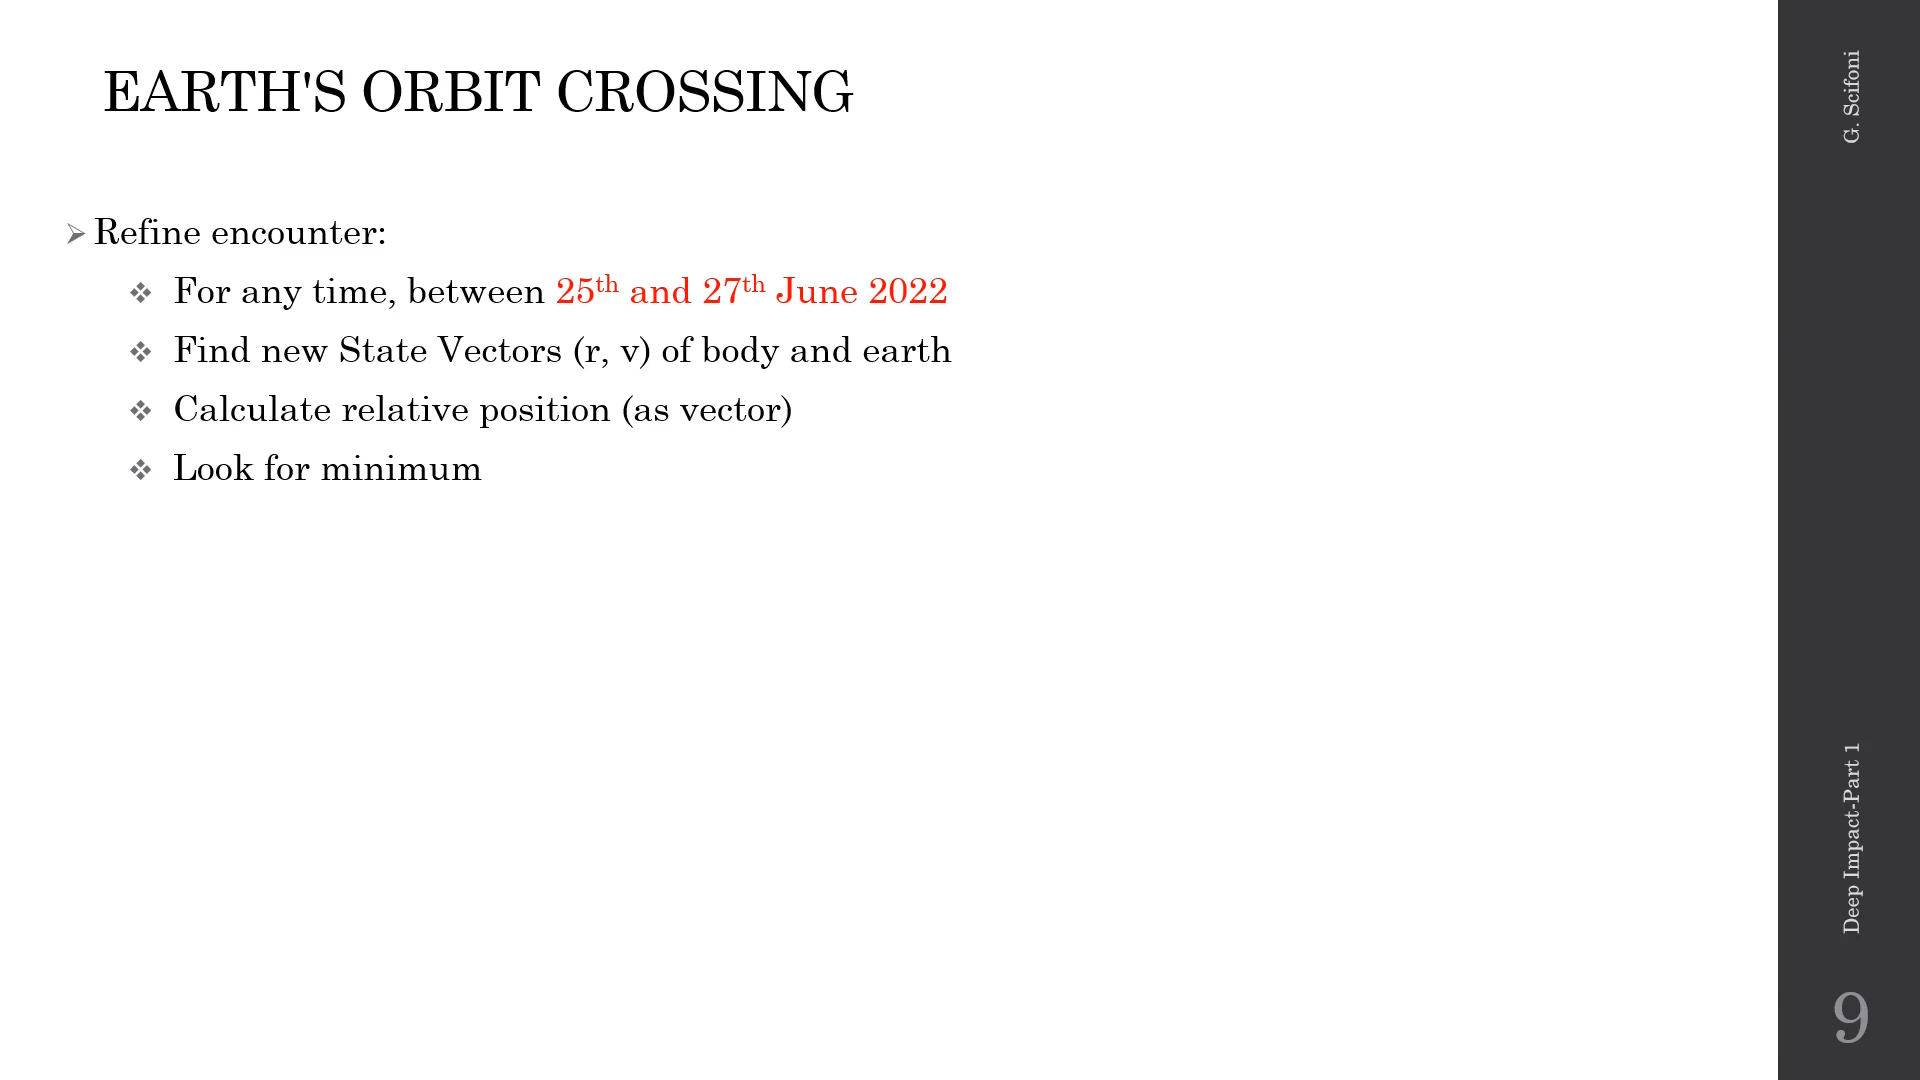 EARTH'S ORBIT CROSSING
Refine encounter:
For any time, between 25th and 27th June 2022
Find new State Vectors (r, v) of body and earth
Calculate relative position (as vector)
Look for minimum
G. Scifoni
Deep Impact-Part 1
9